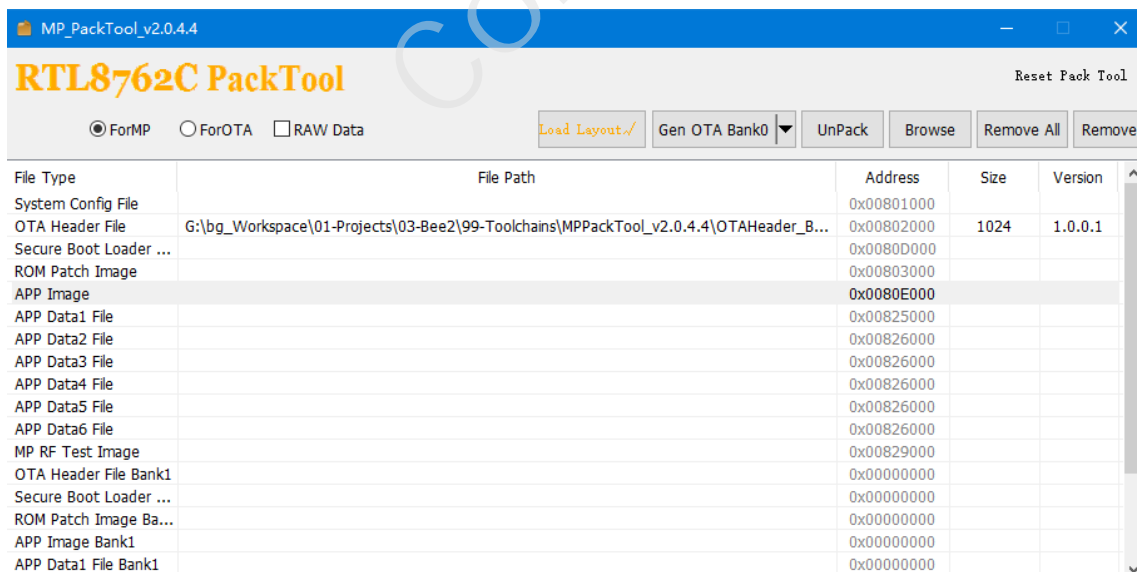 MP_PackTool_v2.0.4.4
RTL8762C PackTool
Reset Pack Tool
ForMP ForOTA RAW Data Load Layout√ Gen OTA Bank0 UnPack Browse Remove All Remove
File Type File Path Address Size Version
System Config File 0x00801000
OTA Header File G:\bg_Workspace\01-Projects\03-Bee2\99-Toolchains\MPPackTool_v2.0.4.4\OTAHeader_B... 0x00802000 1024 1.0.0.1
Secure Boot Loader ... 0x0080D000
ROM Patch Image 0x00803000
APP Image 0x0080E000
APP Data1 File 0x00825000
APP Data2 File 0x00826000
APP Data3 File 0x00826000
APP Data4 File 0x00826000
APP Data5 File 0x00826000
APP Data6 File 0x00826000
MP RF Test Image 0x00829000
OTA Header File Bank1 0x00000000
Secure Boot Loader ... 0x00000000
ROM Patch Image Ba... 0x00000000
APP Image Bank1 0x00000000
APP Data1 File Bank1 0x00000000